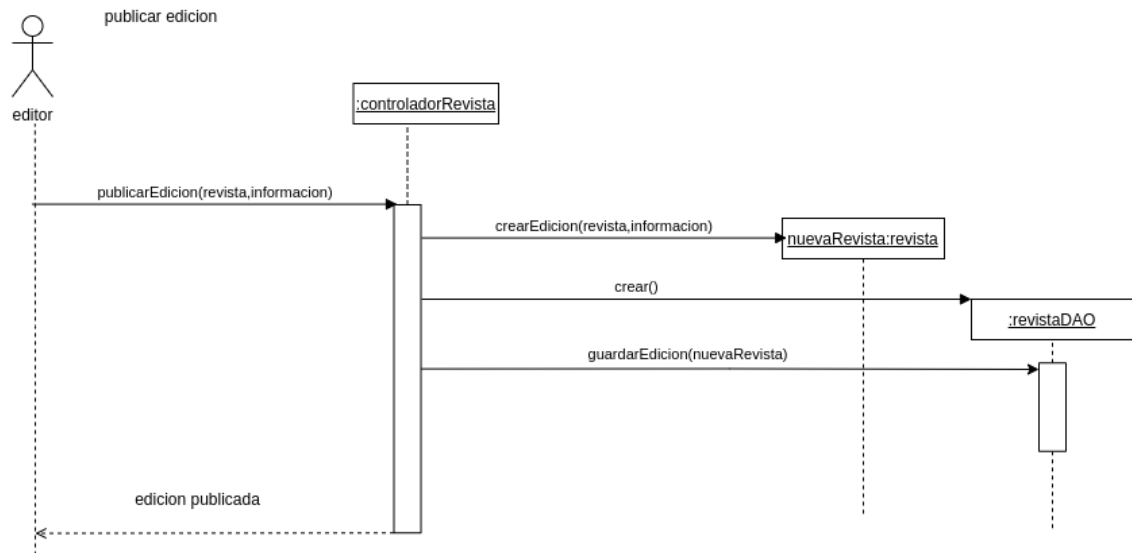 publicar edicion
editor
:controladorRevista
publicarEdicion(revista,informacion)
crearEdicion(revista,informacion)
nuevaRevista:revista
crear()
:revistaDAO
guardarEdicion(nuevaRevista)
edicion publicada